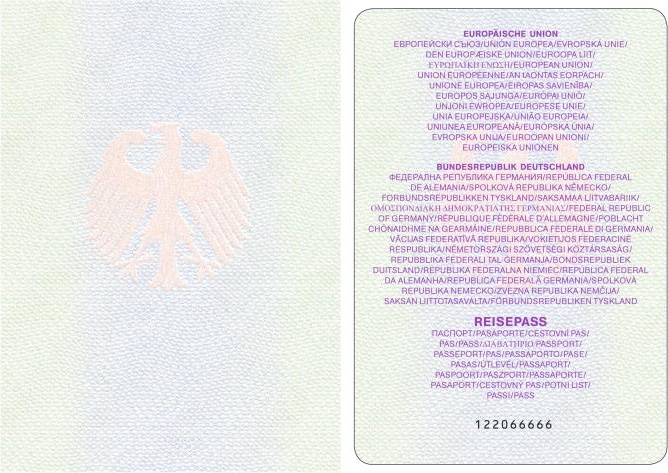 EUROPÄISCHE UNION
ЕВРОПЕЙСКИ СЪЮЗ/UNIÓN EUROPEA/EVROPSKÁ UNIE/
DEN EUROPÆISKE UNION/EUROOPA LIIT/
ΕΥΡΩΠΑΪΚΗ ΕΝΩΣΗ/EUROPEAN UNION/
UNION EUROPÉENNE/AN tAONTAS EORPACH/
UNIONE EUROPEA/EIROPAS SAVIENĪBA/
EUROPOS SĄJUNGA/EURÓPAI UNIÓ/
UNJONI EWROPEA/EUROPESE UNIE/
UNIA EUROPEJSKA/UNIÃO EUROPEIA/
UNIUNEA EUROPEANĂ/EURÓPSKA ÚNIA/
EVROPSKA UNIJA/EUROOPAN UNIONI/
EUROPEISKA UNIONEN
BUNDESREPUBLIK DEUTSCHLAND
ФЕДЕРАЛНА РЕПУБЛИКА ГЕРМАНИЯ/REPÚBLICA FEDERAL
DE ALEMANIA/SPOLKOVÁ REPUBLIKA NĚMECKO/
FORBUNDSREPUBLIKKEN TYSKLAND/SAKSAMAA LIITVABARIIK/
ΟΜΟΣΠΟΝΔΙΑΚΗ ΔΗΜΟΚΡΑΤΙΑ ΤΗΣ ΓΕΡΜΑΝΙΑΣ/FEDERAL REPUBLIC
OF GERMANY/RÉPUBLIQUE FÉDÉRALE D'ALLEMAGNE/POBLACHT
CHÓNAIDHME NA GEARMÁINE/REPUBBLICA FEDERALE DI GERMANIA/
VĀCIJAS FEDERATĪVĀ REPUBLIKA/VOKIETIJOS FEDERACINĖ
RESPUBLIKA/NÉMETORSZÁGI SZÖVETSÉGI KÖZTÁRSASÁG/
REPUBBLIKA FEDERALI TAL-ĠERMANJA/BONDSREPUBLIEK
DUITSLAND/REPUBLIKA FEDERALNA NIEMIEC/REPÚBLICA FEDERAL
DA ALEMANHA/REPUBLICA FEDERALĂ GERMANIA/SPOLKOVÁ
REPUBLIKA NEMECKO/ZVEZNA REPUBLIKA NEMČIJA/
SAKSAN LIITTOTASAVALTA/FÖRBUNDSREPUBLIKEN TYSKLAND
REISEPASS
ПАСПОРТ/PASAPORTE/CESTOVNÍ PAS/
PAS/PASS/ΔΙΑΒΑΤΗΡΙΟ/PASSPORT/
PASSEPORT/PAS/PASSAPORTO/PASE/
PASAS/ÚTLEVÉL/PASSAPORT/
PASPOORT/PASZPORT/PASSAPORTE/
PAŞAPORT/CESTOVNÝ PAS/POTNI LIST/
PASSI/PASS
122066666